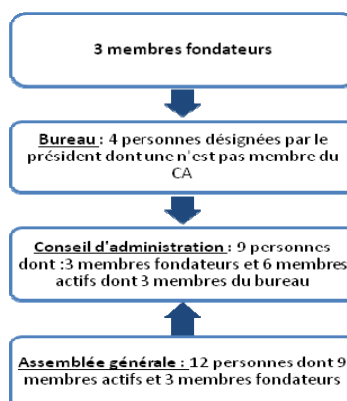 3 membres fondateurs
Bureau : 4 personnes désignées par le
président dont une n'est pas membre du
CA
Conseil d'administration : 9 personnes
dont :3 membres fondateurs et 6 membres
actifs dont 3 membres du bureau
Assemblée générale : 12 personnes dont 9
membres actifs et 3 membres fondateurs